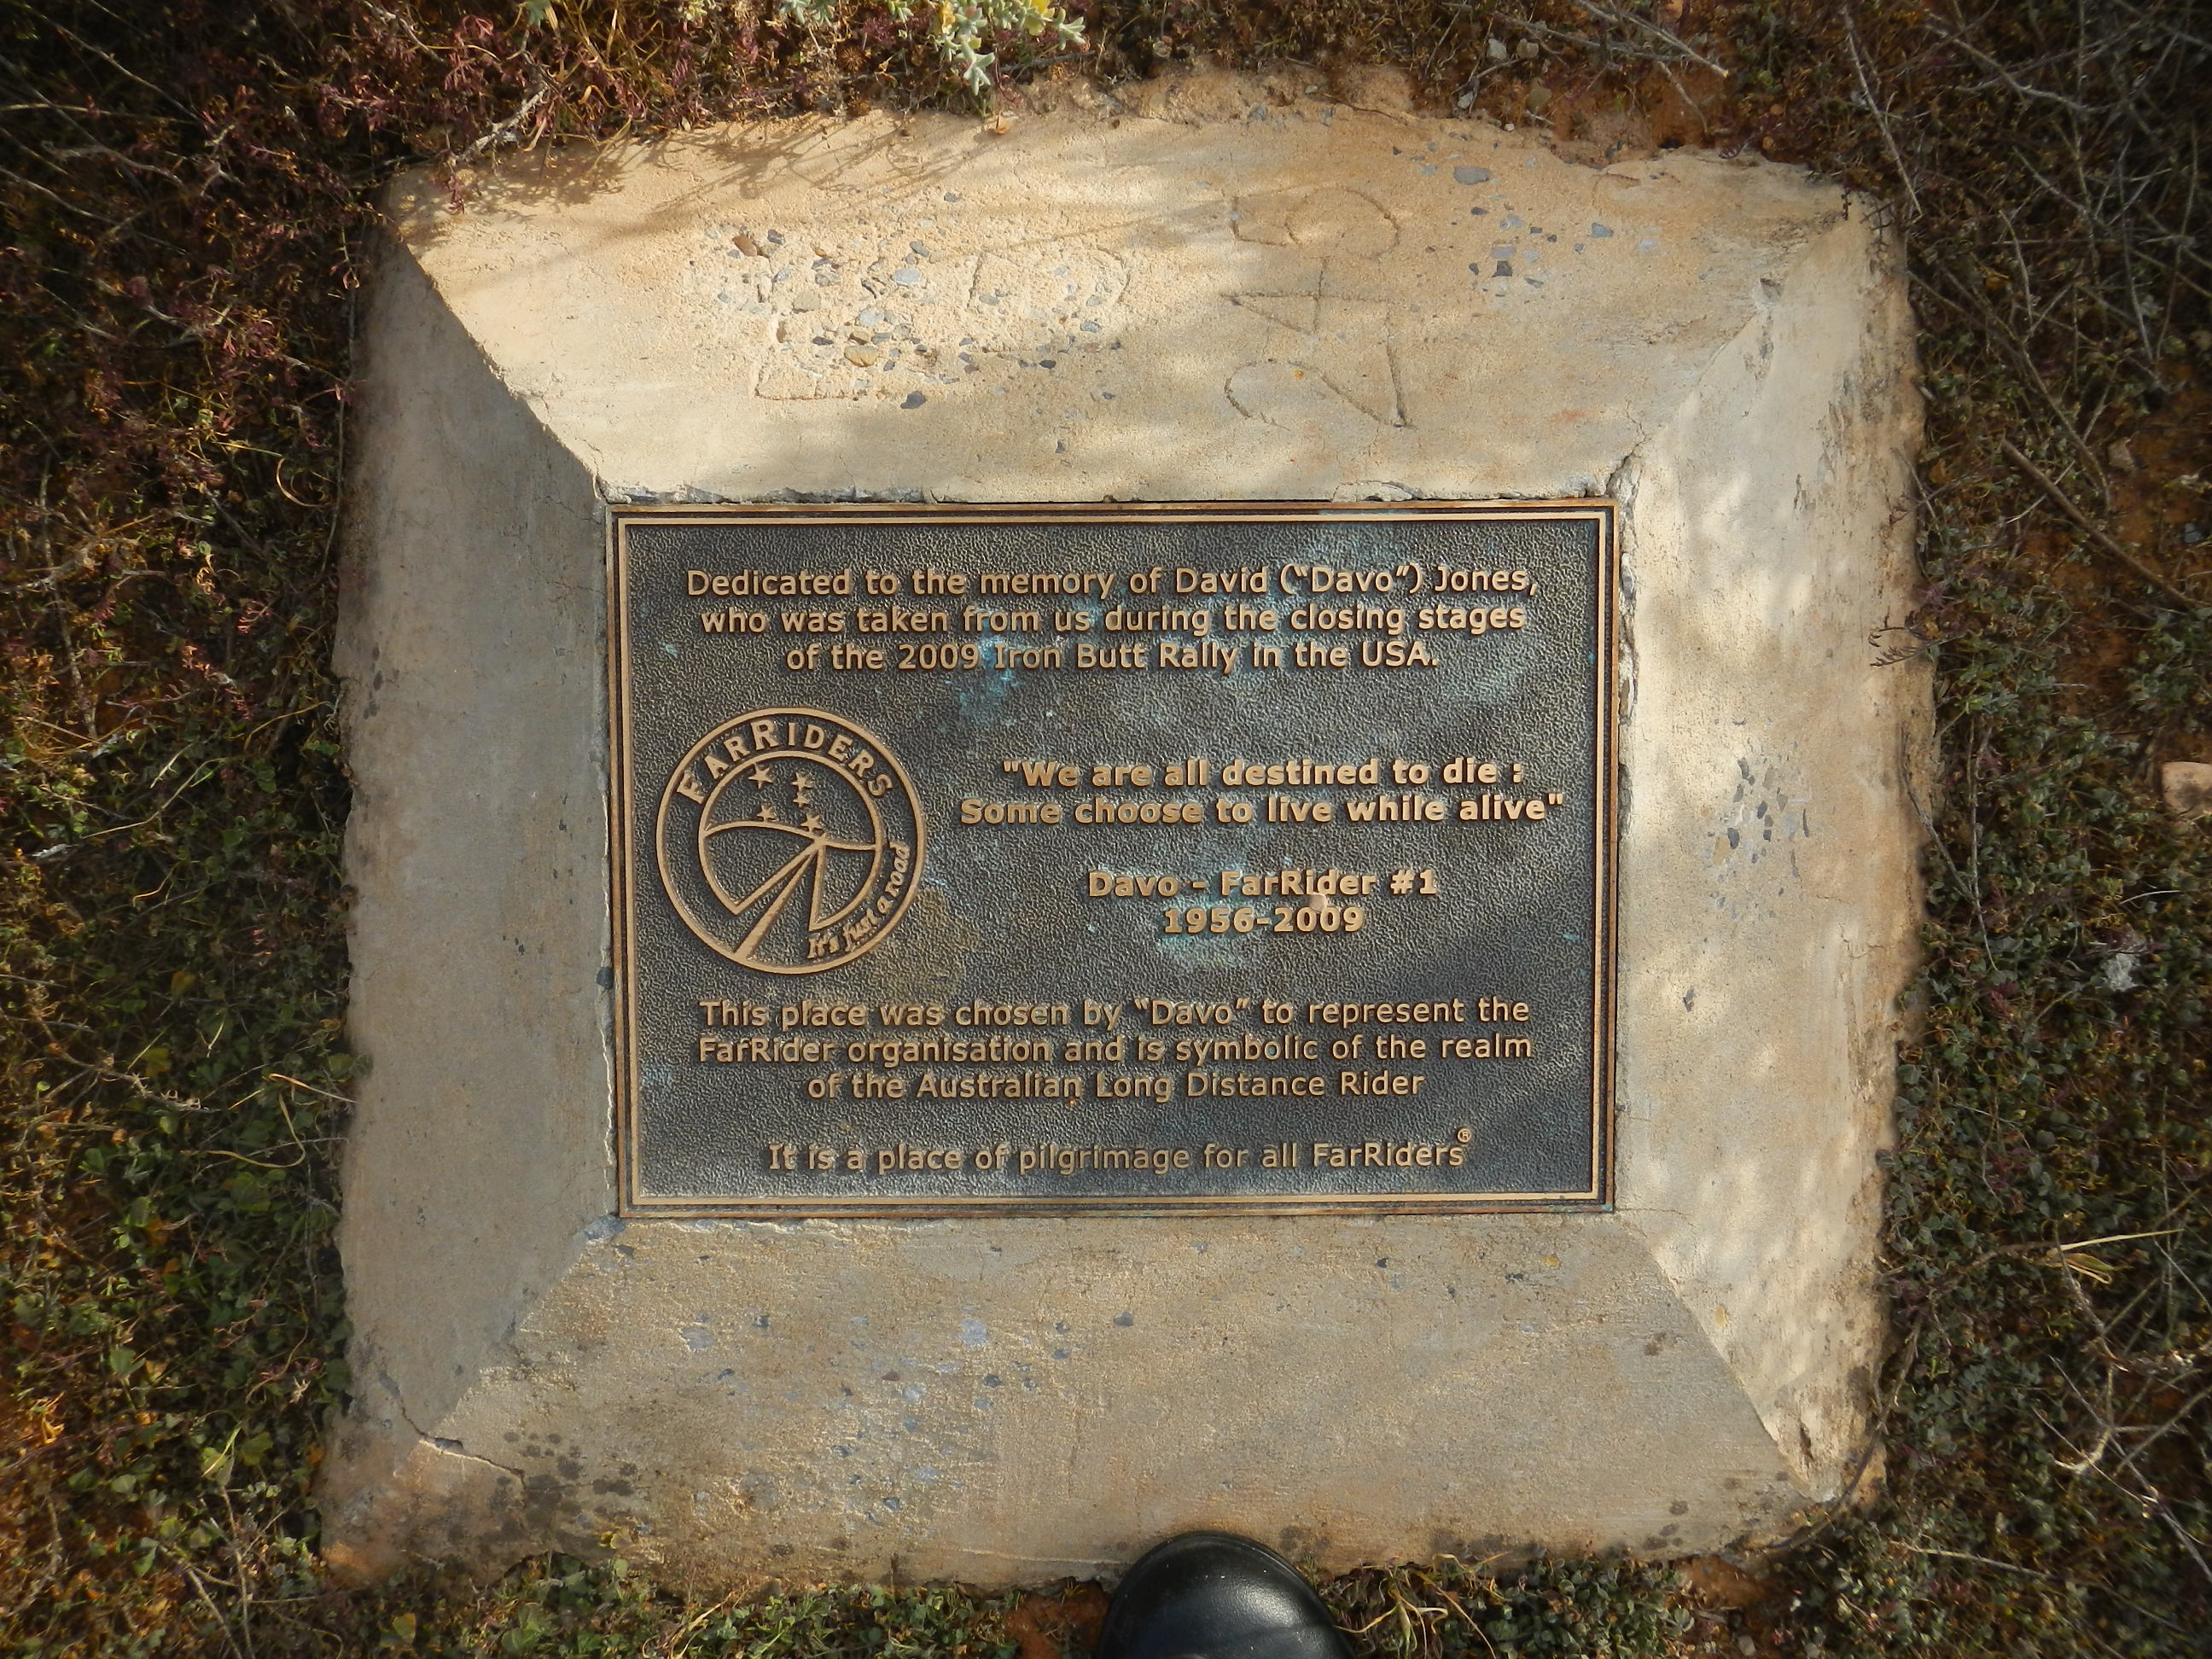 Dedicated to the memory of David (“Davo”) Jones,
who was taken from us during the closing stages
of the 2009 Iron Butt Rally in the USA.
FARRIDERS
It's just a road
"We are all destined to die :
Some choose to live while alive"
Davo - FarRider #1
1956-2009
This place was chosen by “Davo” to represent the
FarRider organisation and is symbolic of the realm
of the Australian Long Distance Rider
It is a place of pilgrimage for all FarRiders®